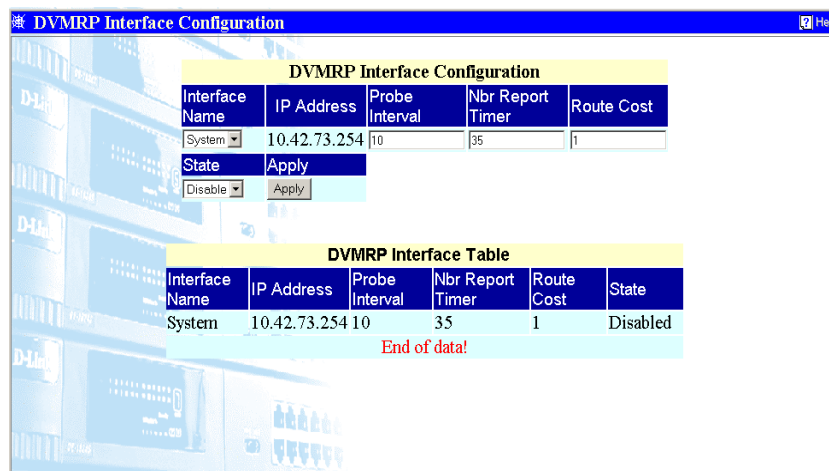 DVMRP Interface Configuration
? He
DVMRP Interface Configuration
Interface Name IP Address Probe Interval Nbr Report Timer Route Cost
System 10.42.73.254 10 35 1
State Apply
Disable Apply
DVMRP Interface Table
Interface Name IP Address Probe Interval Nbr Report Timer Route Cost State
System 10.42.73.254 10 35 1 Disabled
End of data!
D-Link
D-Link
D-Link